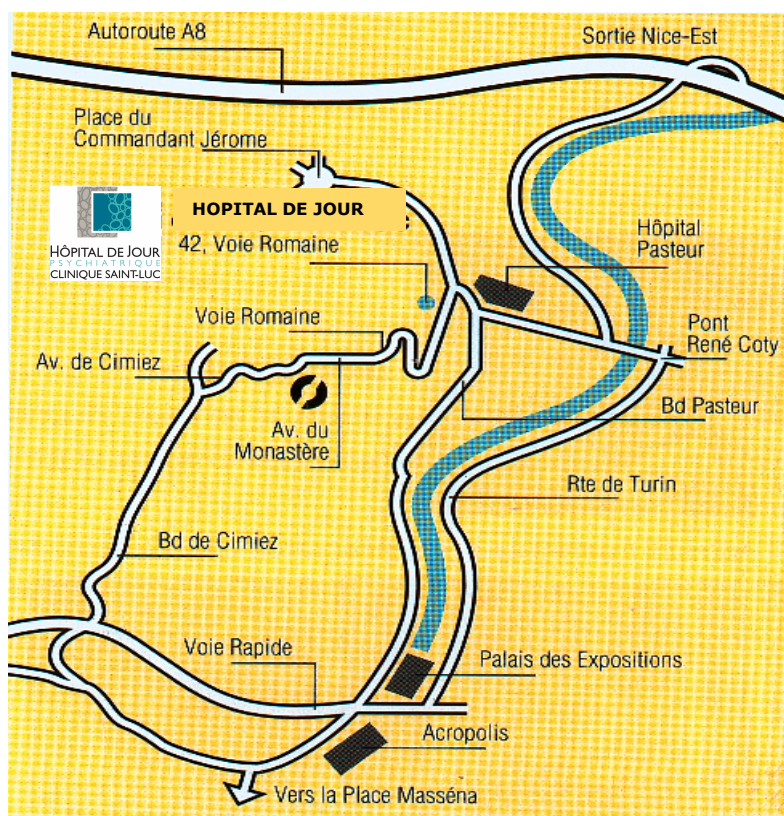 Autoroute A8
Sortie Nice-Est
Place du
Commandant Jérome
HOPITAL DE JOUR
HÔPITAL DE JOUR
PSYCHIATRIQUE
CLINIQUE SAINT-LUC
42, Voie Romaine
Hôpital
Pasteur
Voie Romaine
Pont
René Coty
Av. de Cimiez
Bd Pasteur
Av. du
Monastère
Rte de Turin
Bd de Cimiez
Voie Rapide
Palais des Expositions
Acropolis
Vers la Place Masséna